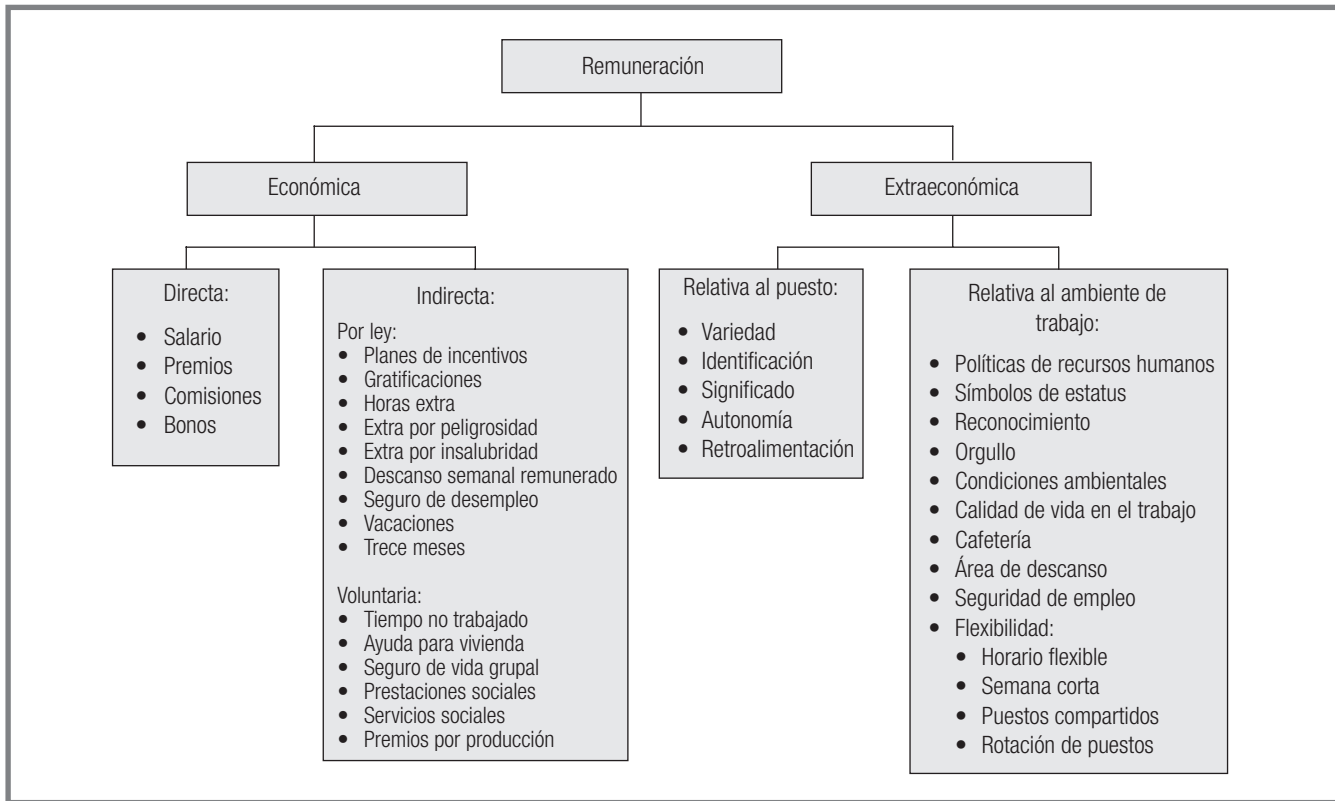 Remuneración
Económica
Extraeconómica
Directa:
• Salario
• Premios
• Comisiones
• Bonos
Indirecta:
Por ley:
• Planes de incentivos
• Gratificaciones
• Horas extra
• Extra por peligrosidad
• Extra por insalubridad
• Descanso semanal remunerado
• Seguro de desempleo
• Vacaciones
• Trece meses
Voluntaria:
• Tiempo no trabajado
• Ayuda para vivienda
• Seguro de vida grupal
• Prestaciones sociales
• Servicios sociales
• Premios por producción
Relativa al puesto:
• Variedad
• Identificación
• Significado
• Autonomía
• Retroalimentación
Relativa al ambiente de
trabajo:
• Políticas de recursos humanos
• Símbolos de estatus
• Reconocimiento
• Orgullo
• Condiciones ambientales
• Calidad de vida en el trabajo
• Cafetería
• Área de descanso
• Seguridad de empleo
• Flexibilidad:
• Horario flexible
• Semana corta
• Puestos compartidos
• Rotación de puestos